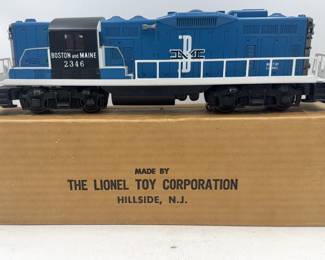 BOSTON and MAINE
2346
B
M
MADE BY
THE LIONEL TOY CORPORATION
HILLSIDE, N.J.